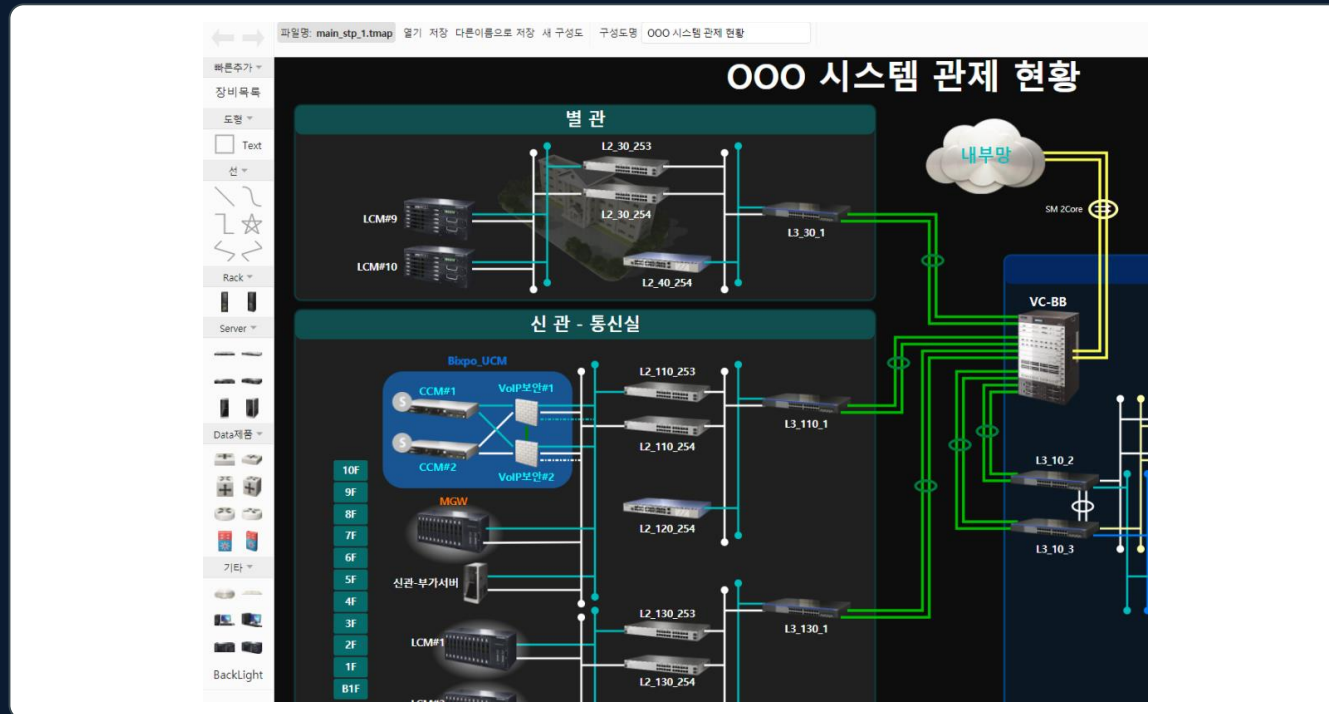 파일명: main_stp_1.tmap 열기 저장 다른이름으로 저장 새 구성도 구성도명 OOO 시스템 관제 현황
빠른추가
장비목록
도형
Text
선
Rack
Server
Data제품
기타
BackLight
OOO 시스템 관제 현황
별 관
L2_30_253
L2_30_254
LCM#9
LCM#10
L2_40_254
L3_30_1
내부망
SM 2Core
VC-BB
신 관 - 통신실
Bixpo_UCM
CCM#1
VoIP보안#1
S
S
CCM#2
VoIP보안#2
L2_110_253
L2_110_254
L3_110_1
L2_120_254
L3_10_2
L3_10_3
MGW
신관-부가서버
10F
9F
8F
7F
6F
5F
4F
3F
2F
1F
B1F
L2_130_253
L2_130_254
L3_130_1
LCM#1